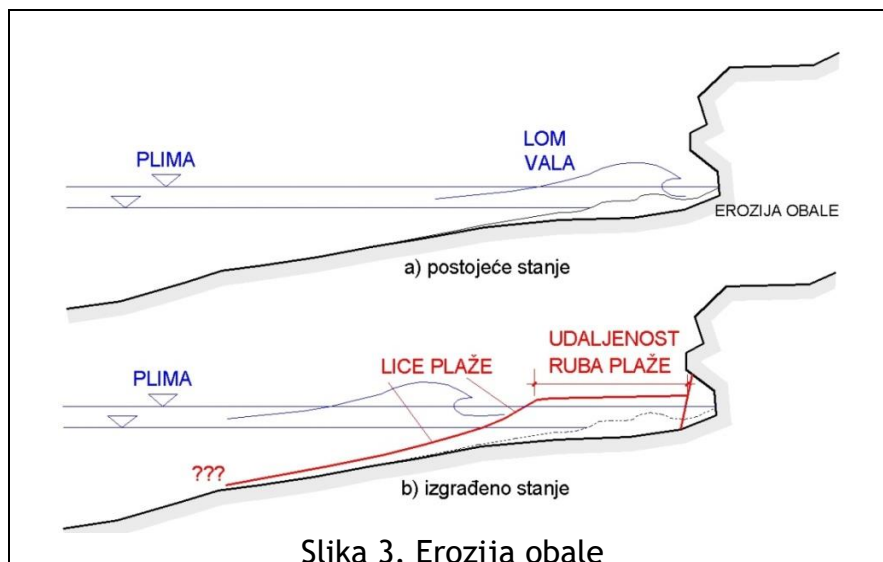 PLIMA
LOM
VALA
EROZIJA OBALE
a) postojeće stanje
UDALJENOST
RUBA PLAŽE
LICE PLAŽE
PLIMA
???
b) izgrađeno stanje
Slika 3. Erozija obale